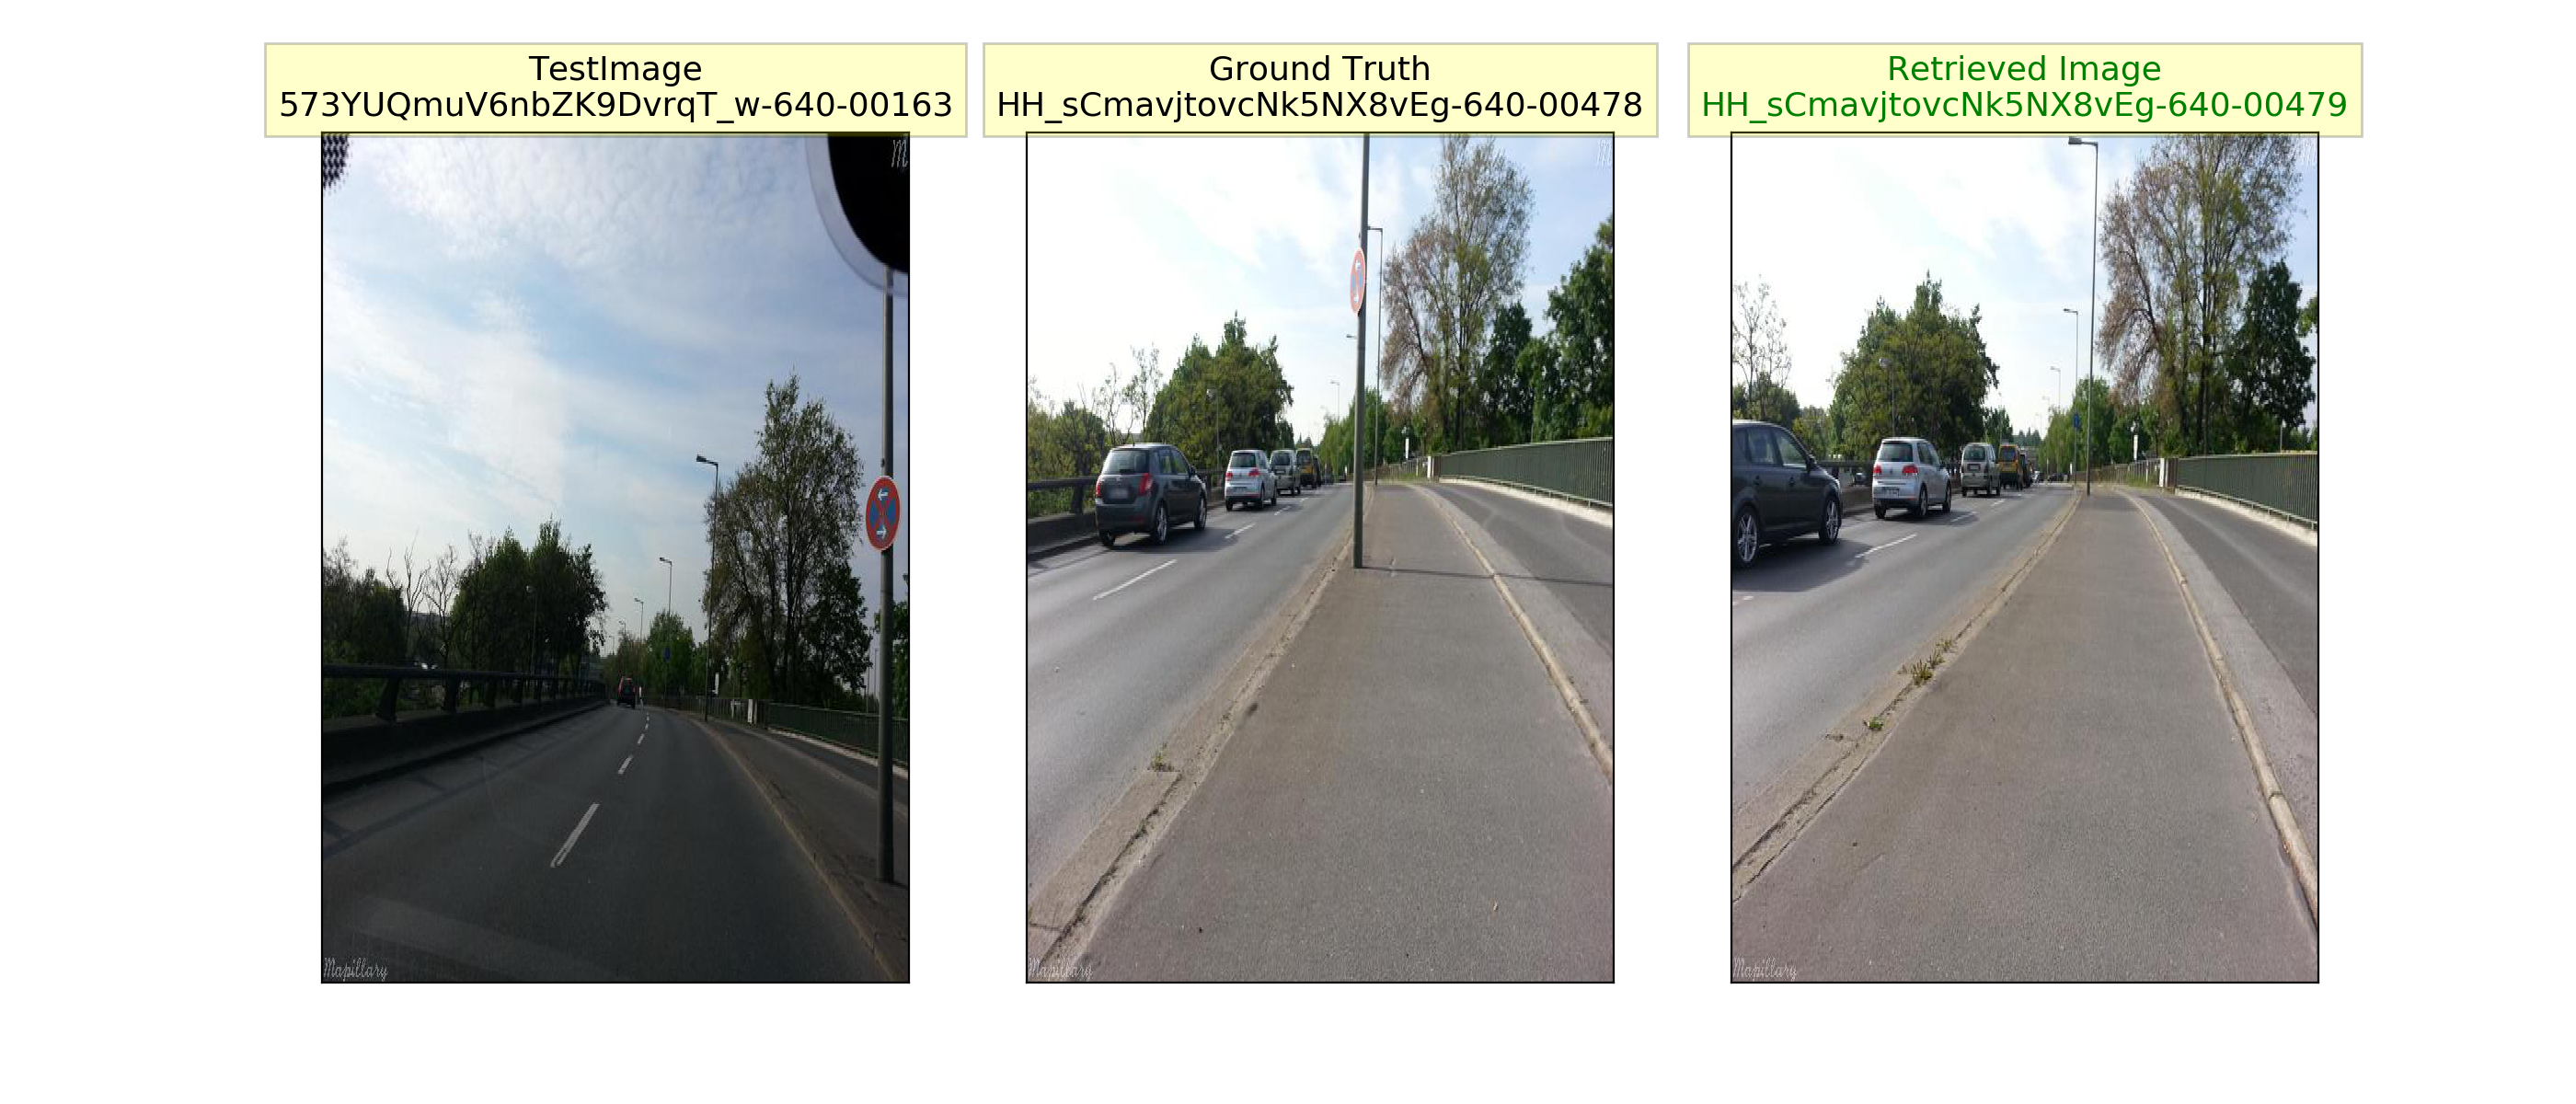 TestImage
573YUQmuV6nbZK9DvrqT_w-640-00163
Ground Truth
HH_sCmavjtovcNk5NX8vEg-640-00478
Retrieved Image
HH_sCmavjtovcNk5NX8vEg-640-00479
M
M
Mapillary
Mapillary
Mapillary